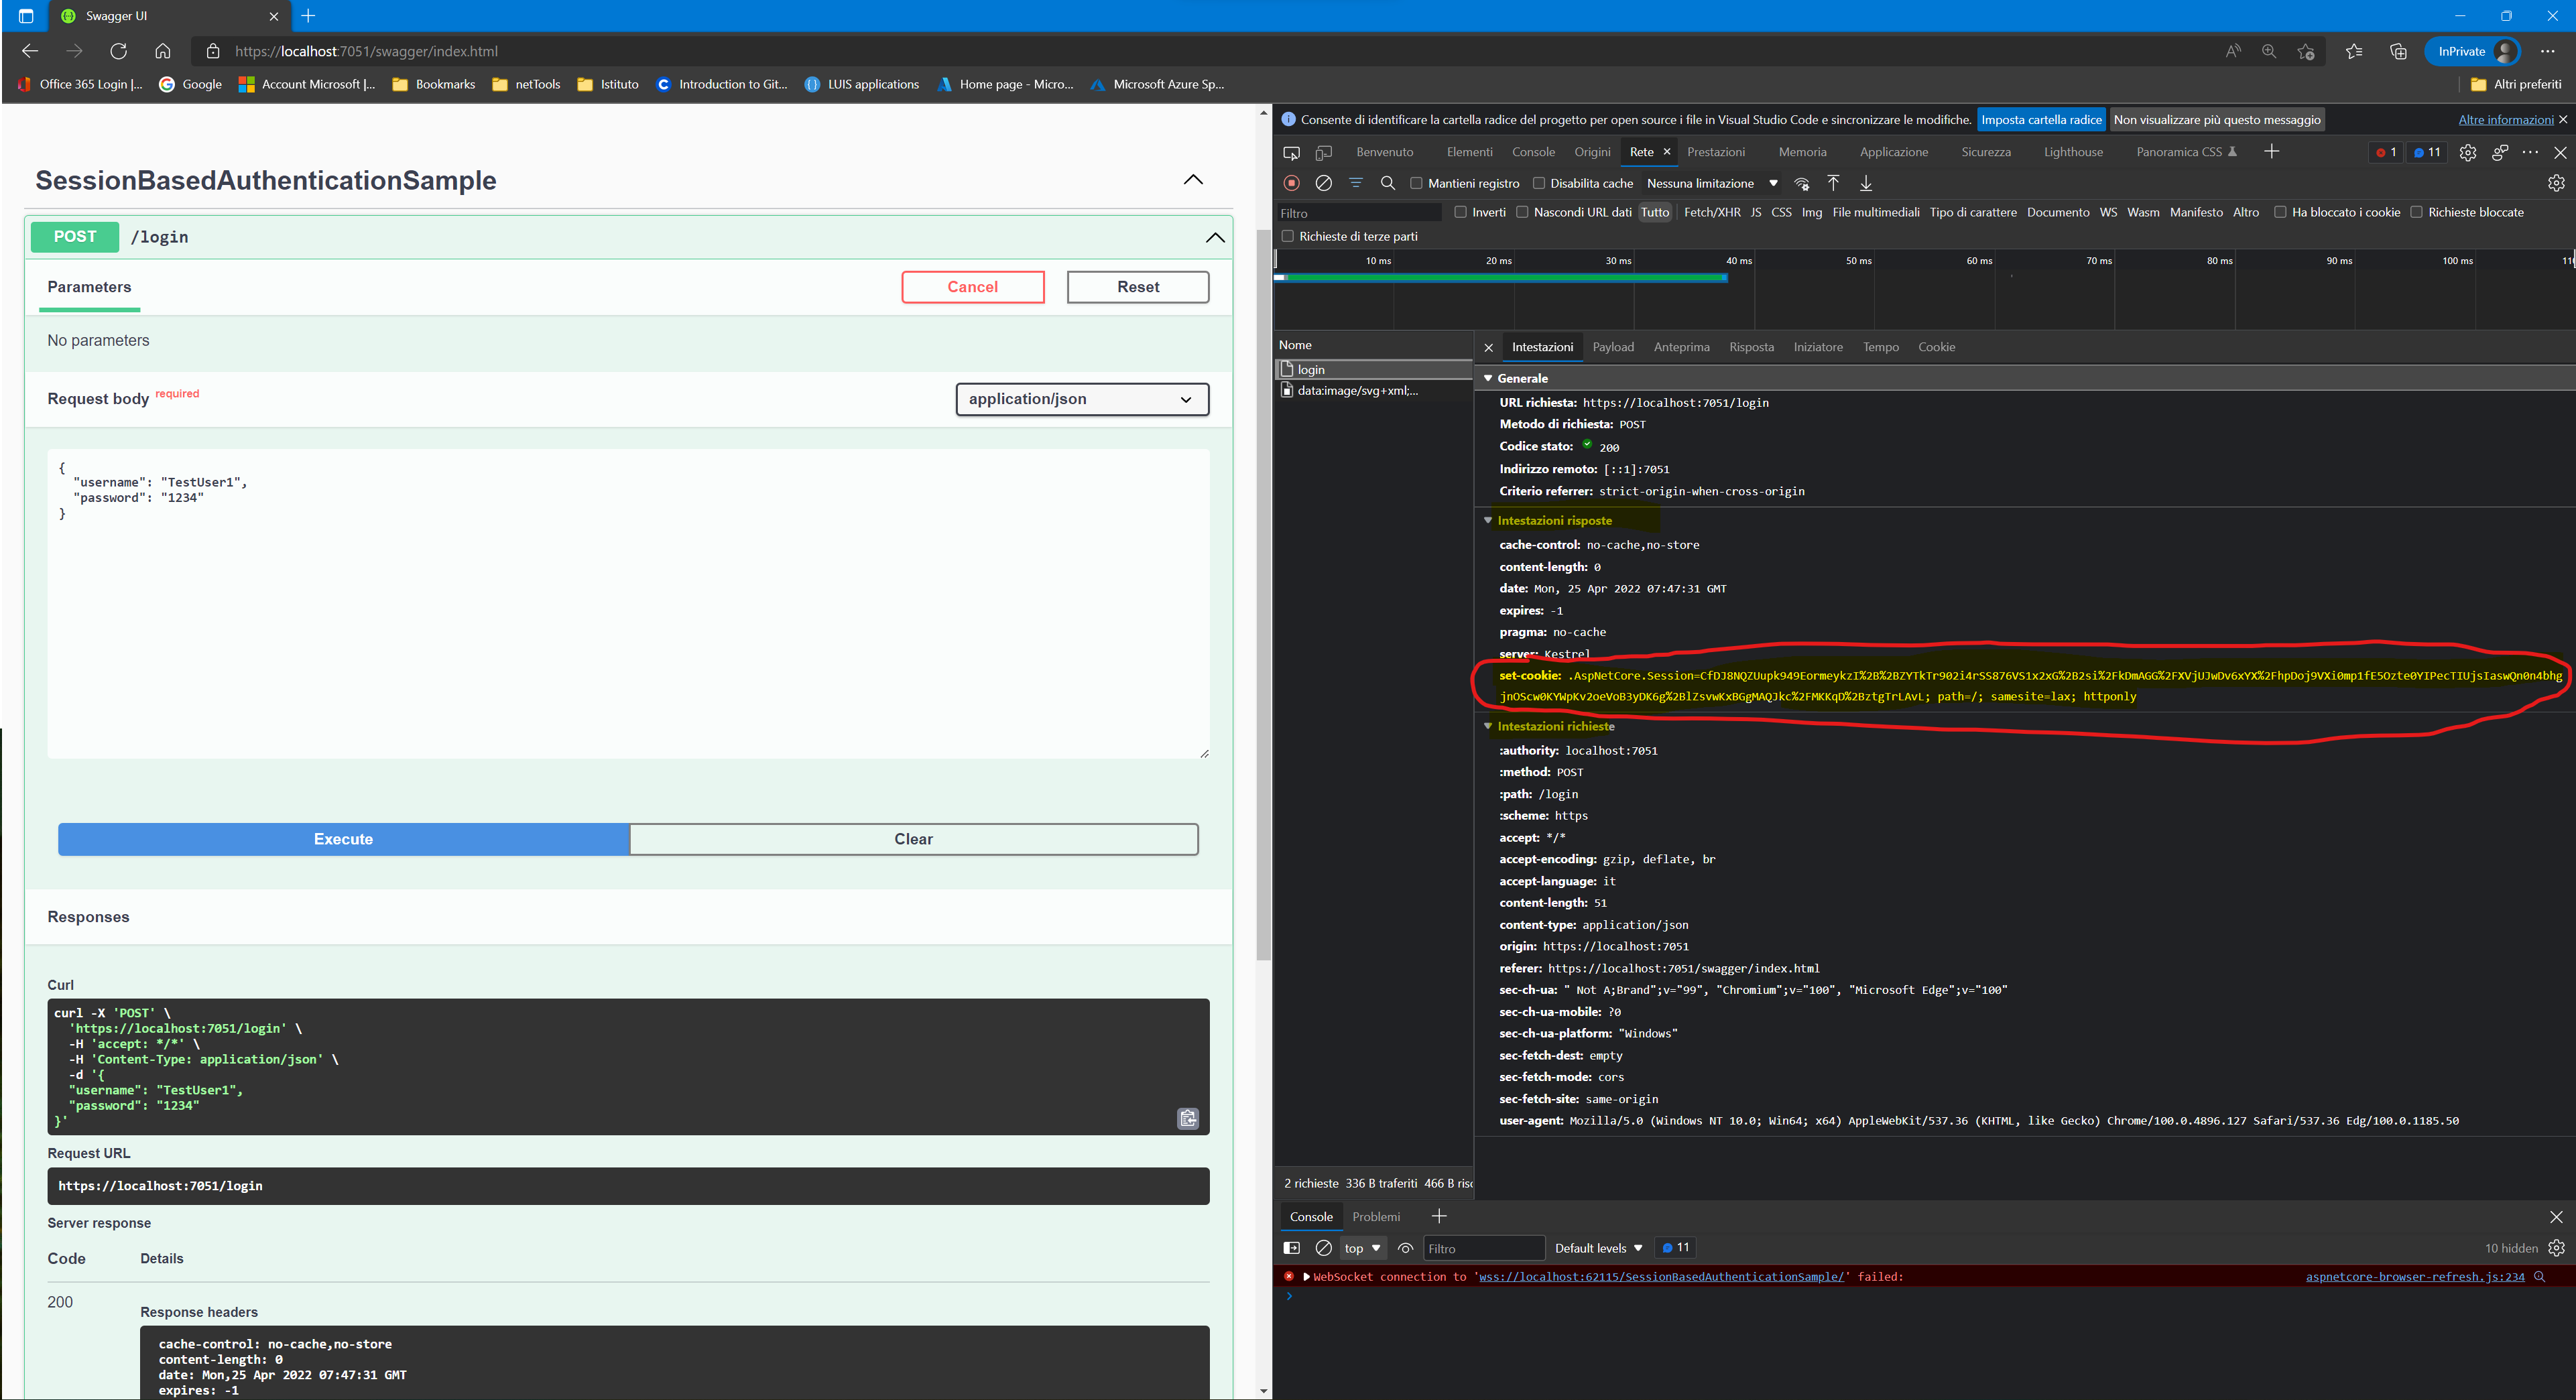 Swagger UI
https://localhost:7051/swagger/index.html
InPrivate
Office 365 Login |...
Google
Account Microsoft |...
Bookmarks
netTools
Istituto
Introduction to Git...
LUIS applications
Home page - Micro...
Microsoft Azure Sp...
Altri preferiti
SessionBasedAuthenticationSample
POST /login
Parameters
Cancel
Reset
No parameters
Request body required
application/json
{
"username": "TestUser1",
"password": "1234"
}
Execute
Clear
Responses
Curl
curl -X 'POST' \
'https://localhost:7051/login' \
-H 'accept: */*' \
-H 'Content-Type: application/json' \
-d '{
"username": "TestUser1",
"password": "1234"
}'
Request URL
https://localhost:7051/login
Server response
Code Details
200
Response headers
cache-control: no-cache,no-store
content-length: 0
date: Mon,25 Apr 2022 07:47:31 GMT
expires: -1
Consente di identificare la cartella radice del progetto per open source i file in Visual Studio Code e sincronizzare le modifiche. Imposta cartella radice Non visualizzare più questo messaggio Altre informazioni
Benvenuto Elementi Console Origini Rete Prestazioni Memoria Applicazione Sicurezza Lighthouse Panoramica CSS 1 11
Mantieni registro Disabilita cache Nessuna limitazione
Filtro Inverti Nascondi URL dati Tutto Fetch/XHR JS CSS Img File multimediali Tipo di carattere Documento WS Wasm Manifesto Altro Ha bloccato i cookie Richieste bloccate
Richieste di terze parti
10 ms 20 ms 30 ms 40 ms 50 ms 60 ms 70 ms 80 ms 90 ms 100 ms
Nome
login
data:image/svg+xml;...
Intestazioni Payload Anteprima Risposta Iniziatore Tempo Cookie
Generale
URL richiesta: https://localhost:7051/login
Metodo di richiesta: POST
Codice stato: 200
Indirizzo remoto: [::1]:7051
Criterio referrer: strict-origin-when-cross-origin
Intestazioni risposte
cache-control: no-cache,no-store
content-length: 0
date: Mon, 25 Apr 2022 07:47:31 GMT
expires: -1
pragma: no-cache
server: Kestrel
set-cookie: .AspNetCore.Session=CfDJ8NQZUupk949EormeykzI%2B%2BZYTkTr902i4rSS876VS1x2xG%2B2si%2FkDmAGG%2FXVjUJwDv6xYX%2FhpDoj9VXi0mp1fE5Ozte0YIPecTIUjsIaswQn0n4bhg
jnOScw0KYWpKv2oeVoB3yDK6g%2BlZsvwKxBGgMAQJkc%2FMKKqD%2BztgTrLAvL; path=/; samesite=lax; httponly
Intestazioni richieste
:authority: localhost:7051
:method: POST
:path: /login
:scheme: https
accept: */*
accept-encoding: gzip, deflate, br
accept-language: it
content-length: 51
content-type: application/json
origin: https://localhost:7051
referer: https://localhost:7051/swagger/index.html
sec-ch-ua: " Not A;Brand";v="99", "Chromium";v="100", "Microsoft Edge";v="100"
sec-ch-ua-mobile: ?0
sec-ch-ua-platform: "Windows"
sec-fetch-dest: empty
sec-fetch-mode: cors
sec-fetch-site: same-origin
user-agent: Mozilla/5.0 (Windows NT 10.0; Win64; x64) AppleWebKit/537.36 (KHTML, like Gecko) Chrome/100.0.4896.127 Safari/537.36 Edg/100.0.1185.50
2 richieste 336 B traferiti 466 B
Console Problemi
top Filtro Default levels 11 10 hidden
WebSocket connection to 'wss://localhost:62115/SessionBasedAuthenticationSample/' failed: aspnetcore-browser-refresh.js:234